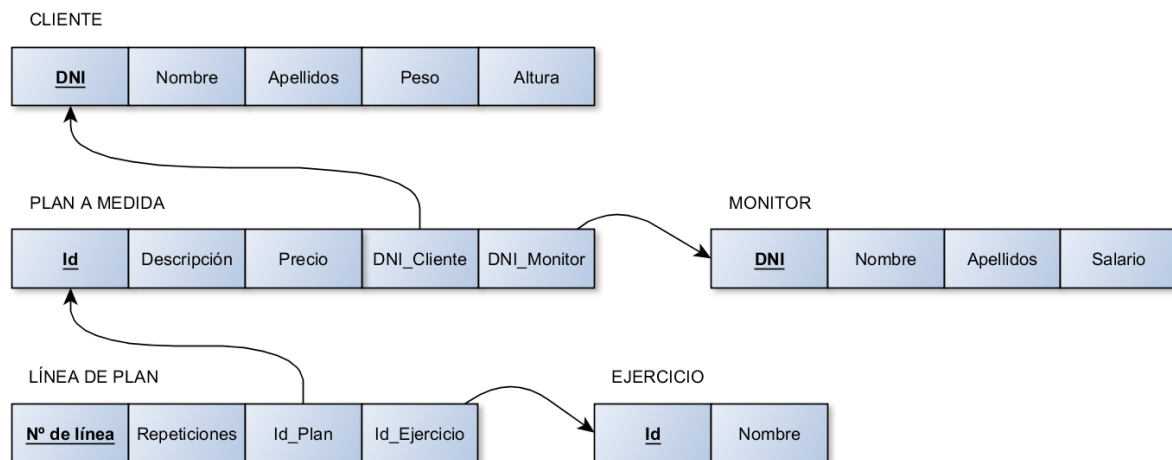 CLIENTE
DNI Nombre Apellidos Peso Altura
PLAN A MEDIDA
Id Descripción Precio DNI_Cliente DNI_Monitor
MONITOR
DNI Nombre Apellidos Salario
LÍNEA DE PLAN
Nº de línea Repeticiones Id_Plan Id_Ejercicio
EJERCICIO
Id Nombre